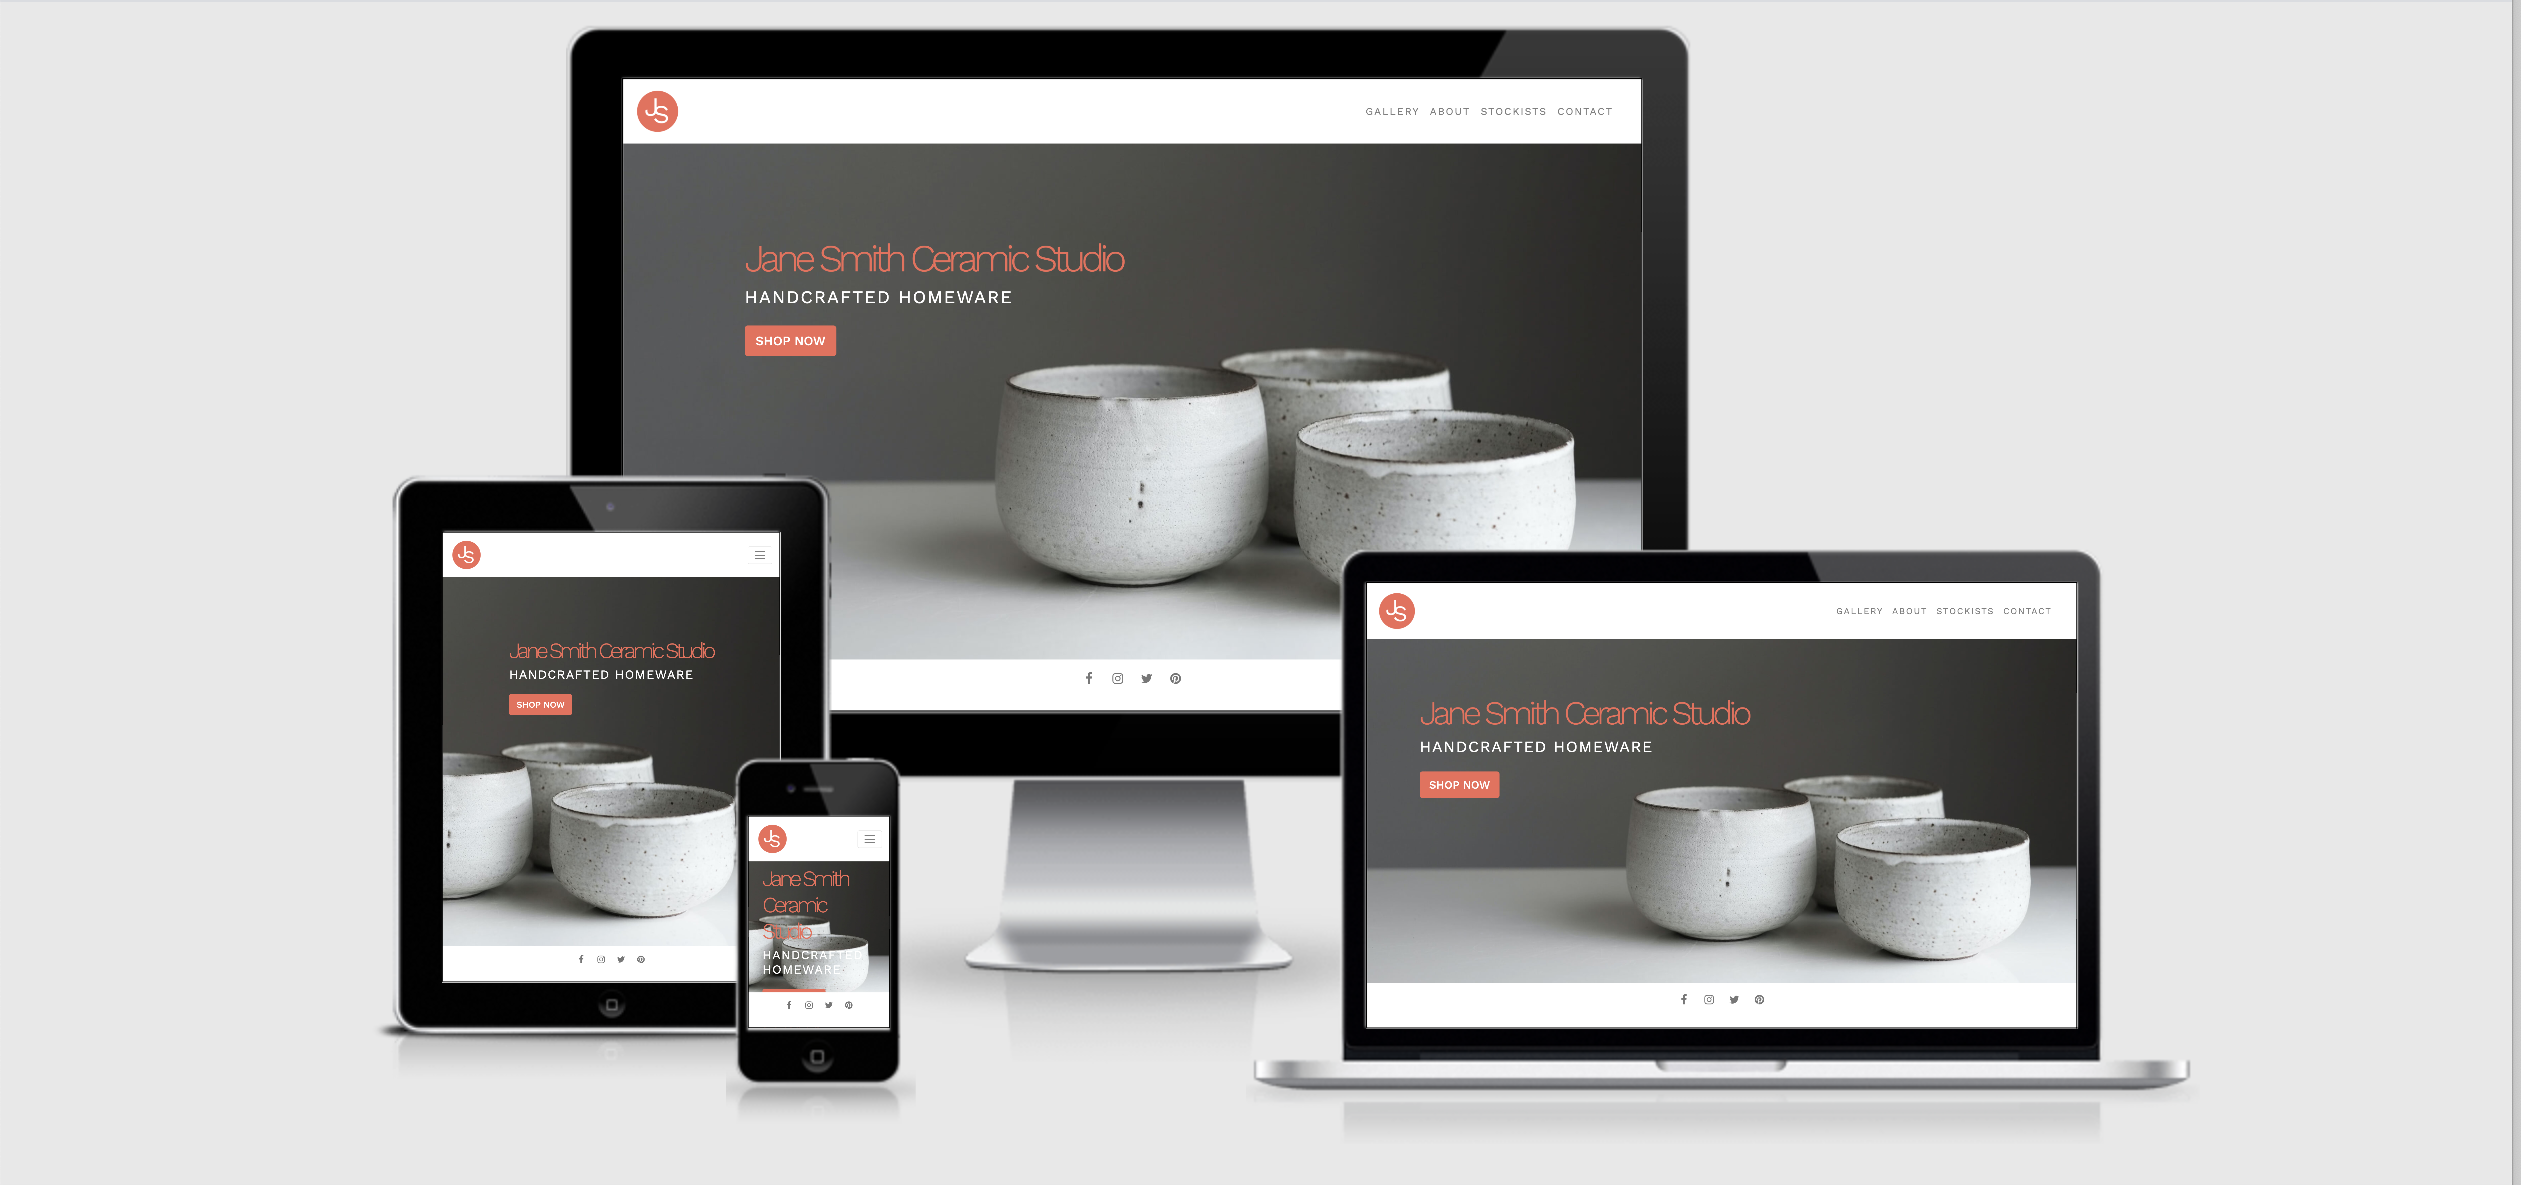 JS
GALLERY ABOUT STOCKISTS CONTACT
Jane Smith Ceramic Studio
HANDCRAFTED HOMEWARE
SHOP NOW
JS
Jane Smith Ceramic Studio
HANDCRAFTED HOMEWARE
SHOP NOW
JS
Jane Smith
Ceramic
Studio
HANDCRAFTED
HOMEWARE
JS
GALLERY ABOUT STOCKISTS CONTACT
Jane Smith Ceramic Studio
HANDCRAFTED HOMEWARE
SHOP NOW